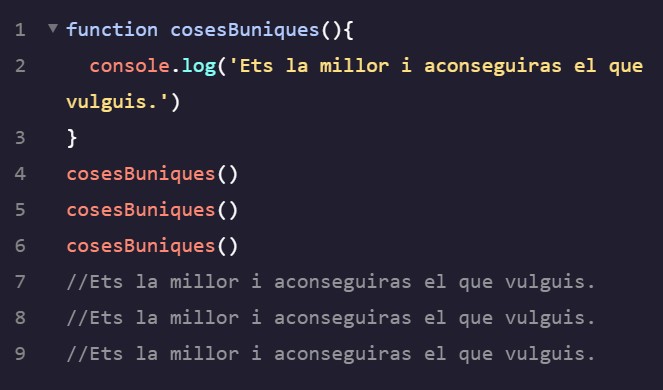 1 function cosesBuniques(){
2 console.log('Ets la millor i aconseguiras el que
vulguis.')
3 }
4 cosesBuniques()
5 cosesBuniques()
6 cosesBuniques()
7 //Ets la millor i aconseguiras el que vulguis.
8 //Ets la millor i aconseguiras el que vulguis.
9 //Ets la millor i aconseguiras el que vulguis.